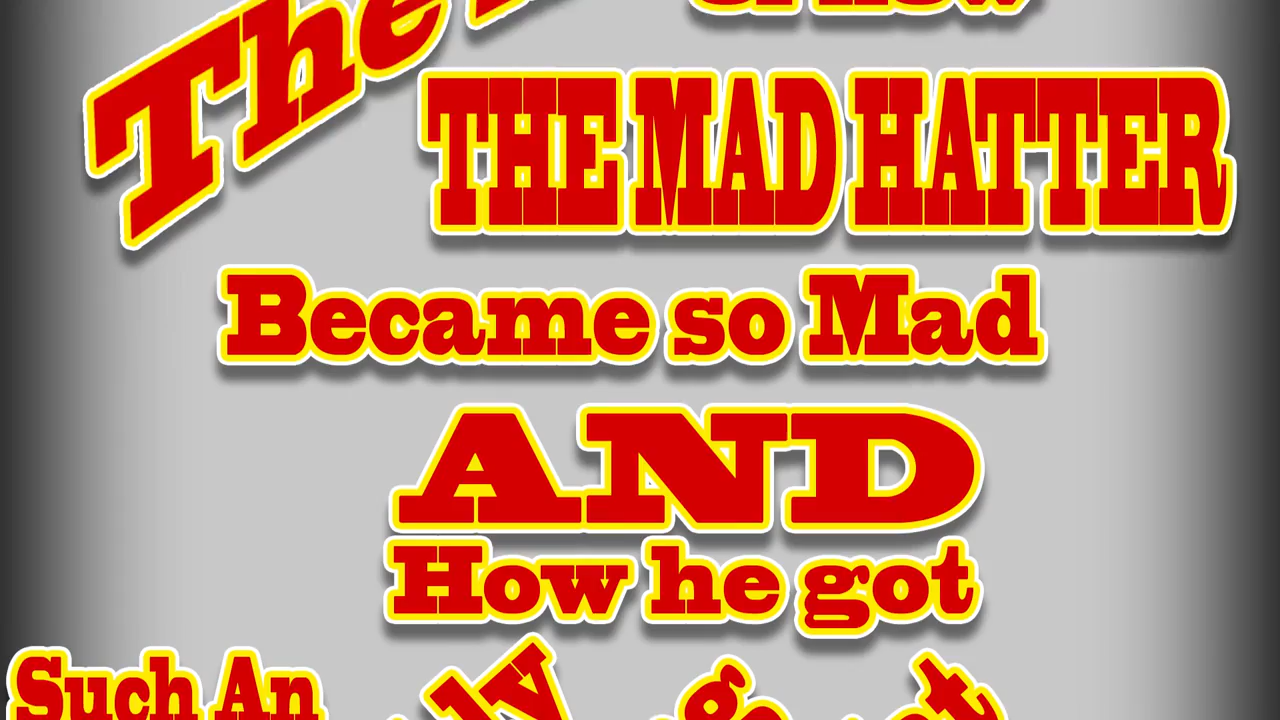 The
THE MAD HATTER
Became so Mad
AND
How he got
Such An